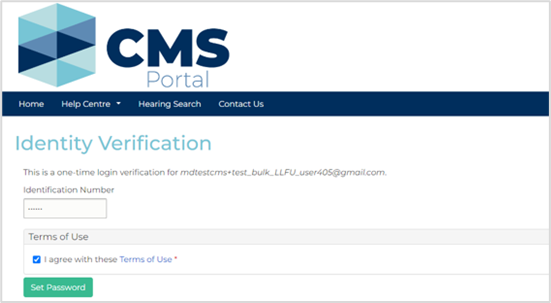 CMS
Portal
Home Help Centre Hearing Search Contact Us
Identity Verification
This is a one-time login verification for mdtestcms+test_bulk_LLFU_user405@gmail.com.
Identification Number
······
Terms of Use
I agree with these Terms of Use *
Set Password